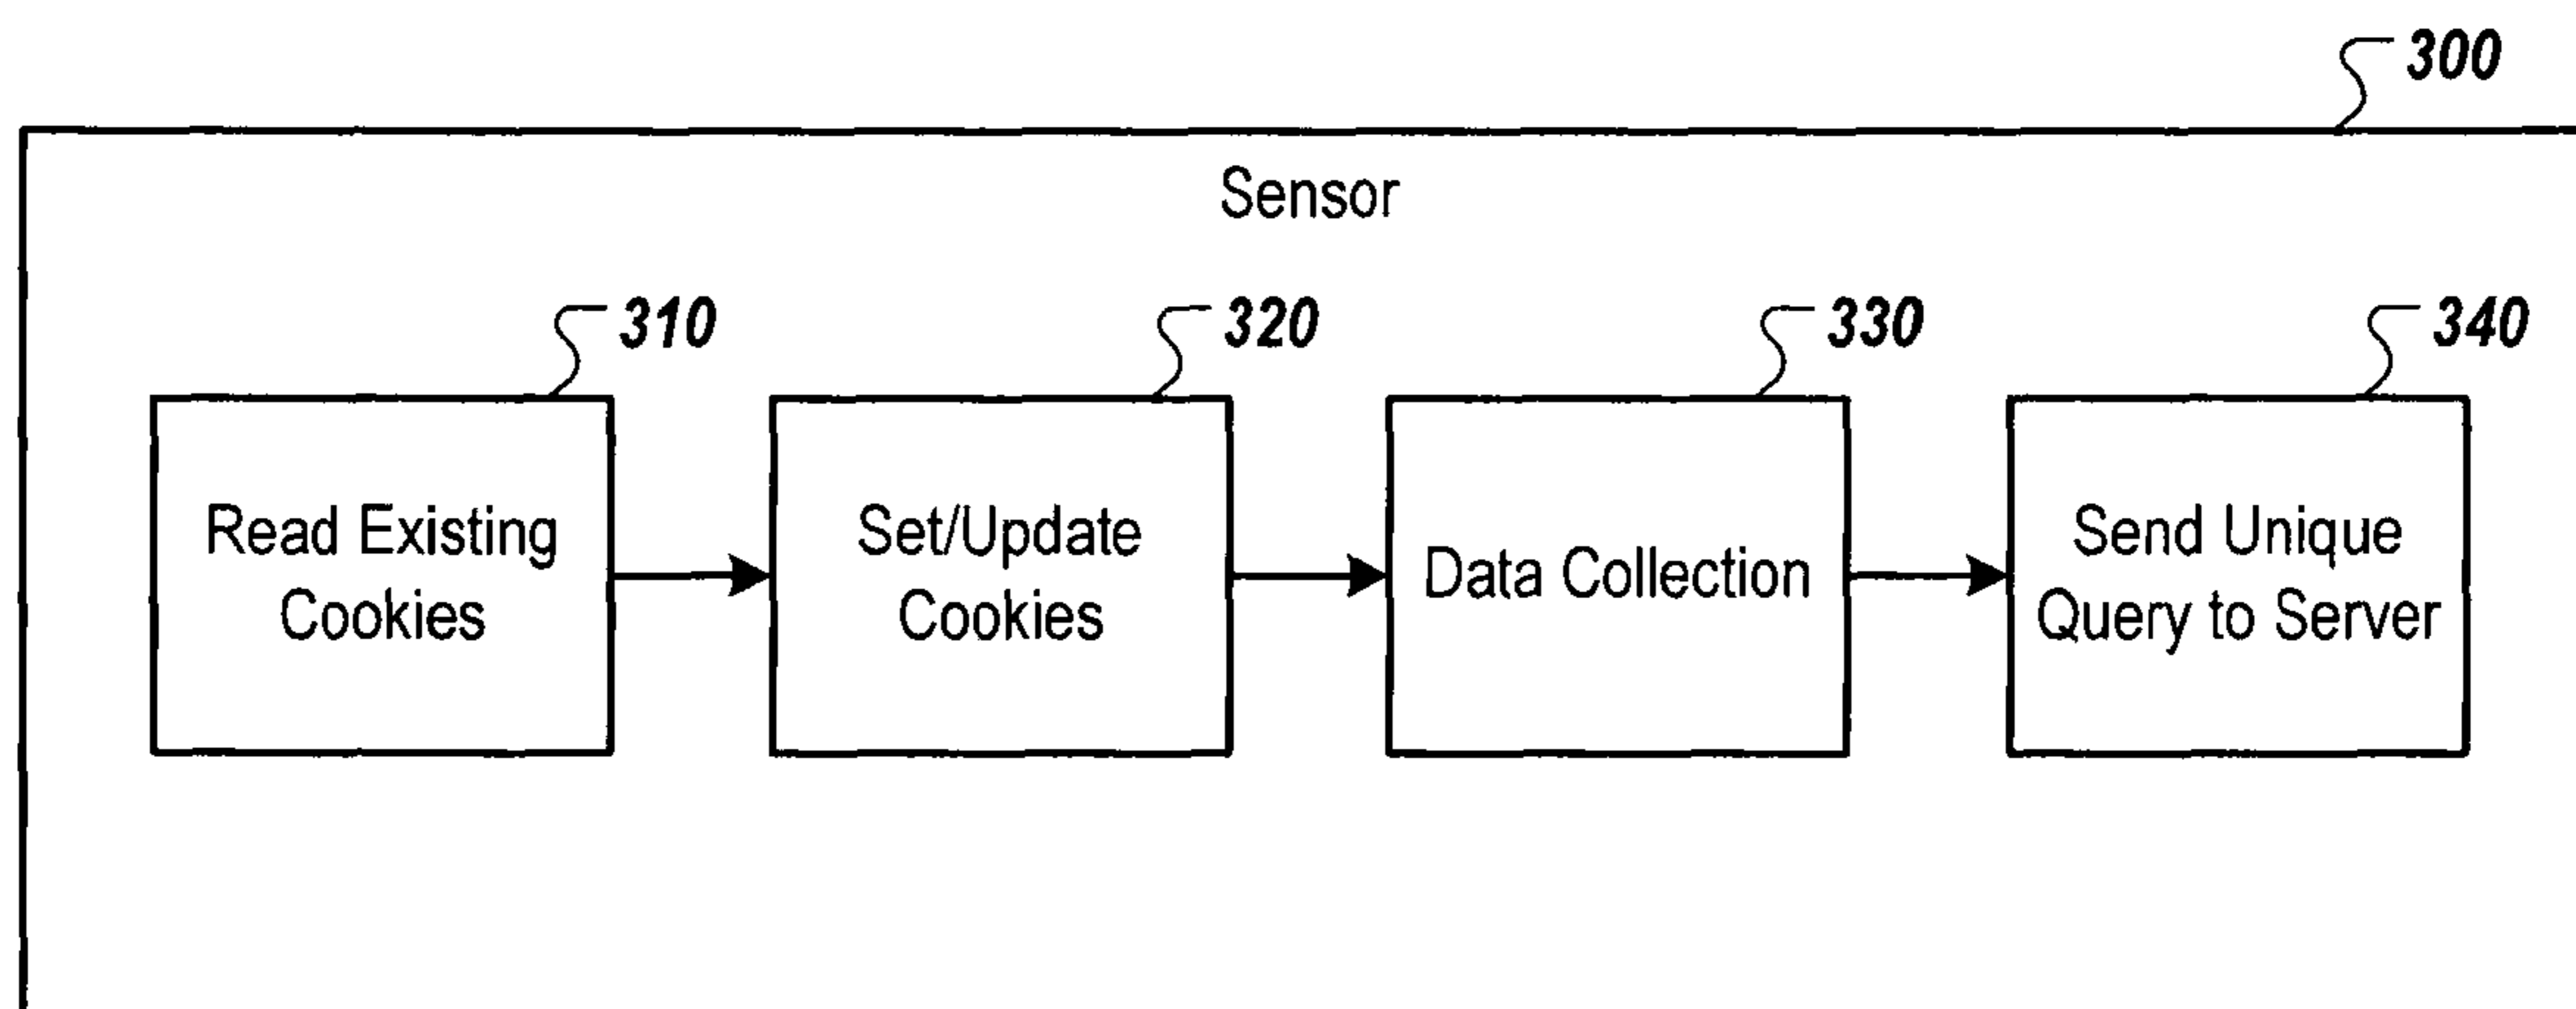 300
Sensor
310
320
330
340
Read Existing
Cookies
Set/Update
Cookies
Data Collection
Send Unique
Query to Server